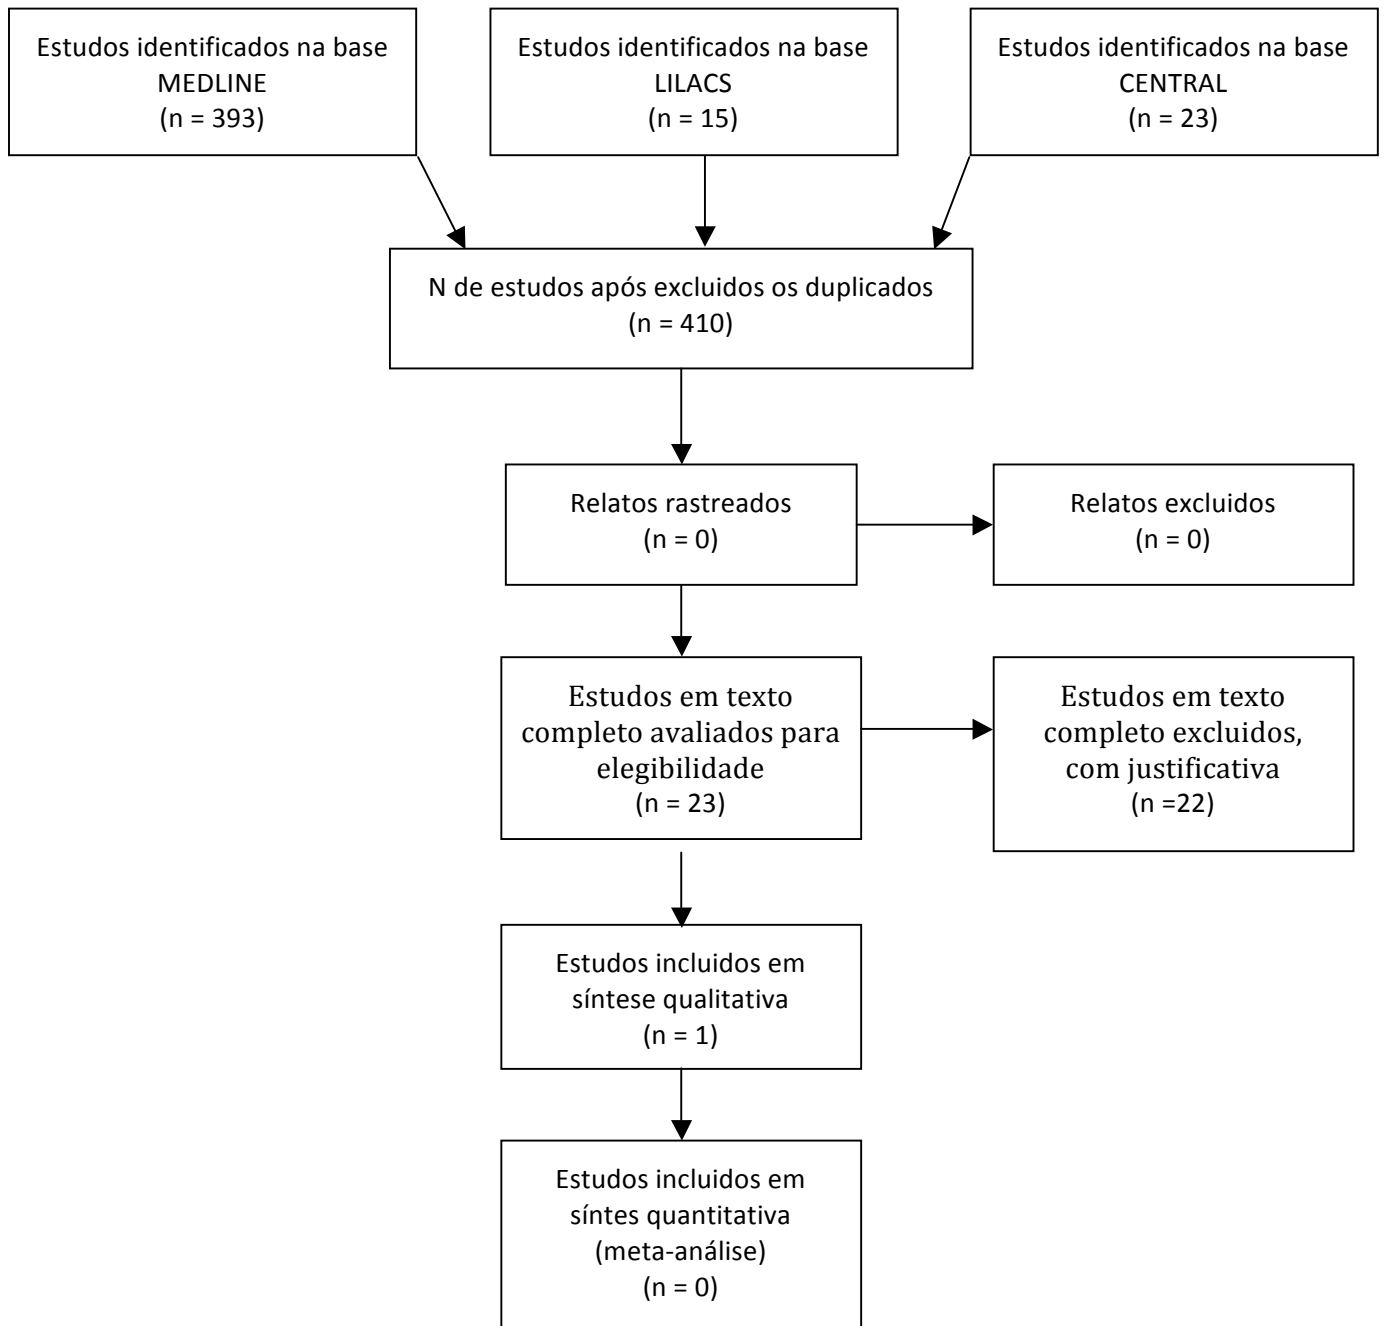 Estudos identificados na base
MEDLINE
(n = 393)
Estudos identificados na base
LILACS
(n = 15)
Estudos identificados na base
CENTRAL
(n = 23)
N de estudos após excluidos os duplicados
(n = 410)
Relatos rastreados
(n = 0)
Relatos excluidos
(n = 0)
Estudos em texto
completo avaliados para
elegibilidade
(n = 23)
Estudos em texto
completo excluidos,
com justificativa
(n =22)
Estudos incluidos em
síntese qualitativa
(n = 1)
Estudos incluidos em
síntes quantitativa
(meta-análise)
(n = 0)